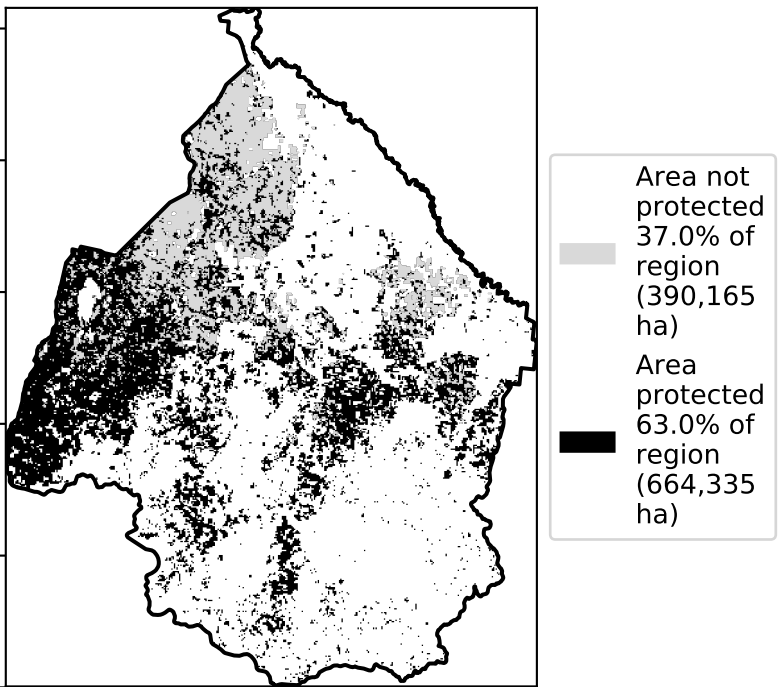 Area not
protected
37.0% of
region
(390,165
ha)
Area
protected
63.0% of
region
(664,335
ha)